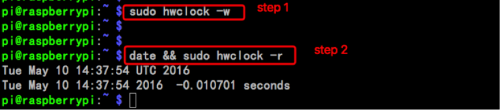 pi@raspberrypi:~ $ sudo hwclock -w step 1
pi@raspberrypi:~ $
pi@raspberrypi:~ $
pi@raspberrypi:~ $ date && sudo hwclock -r step 2
Tue May 10 14:37:54 UTC 2016
Tue May 10 14:37:54 2016 -0.010701 seconds
pi@raspberrypi:~ $